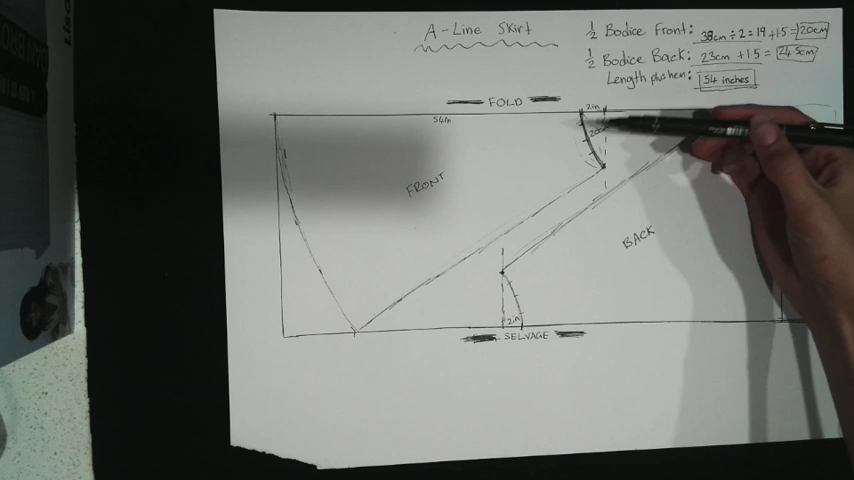 A-Line Skirt
½ Bodice Front: 38cm ÷ 2 = 19 + 1.5 = 20cm
½ Bodice Back: 23cm + 1.5 = 24.5cm
Length plus hem: 54 inches
FOLD
2in
54in
20cm
FRONT
BACK
2in
SELVAGE